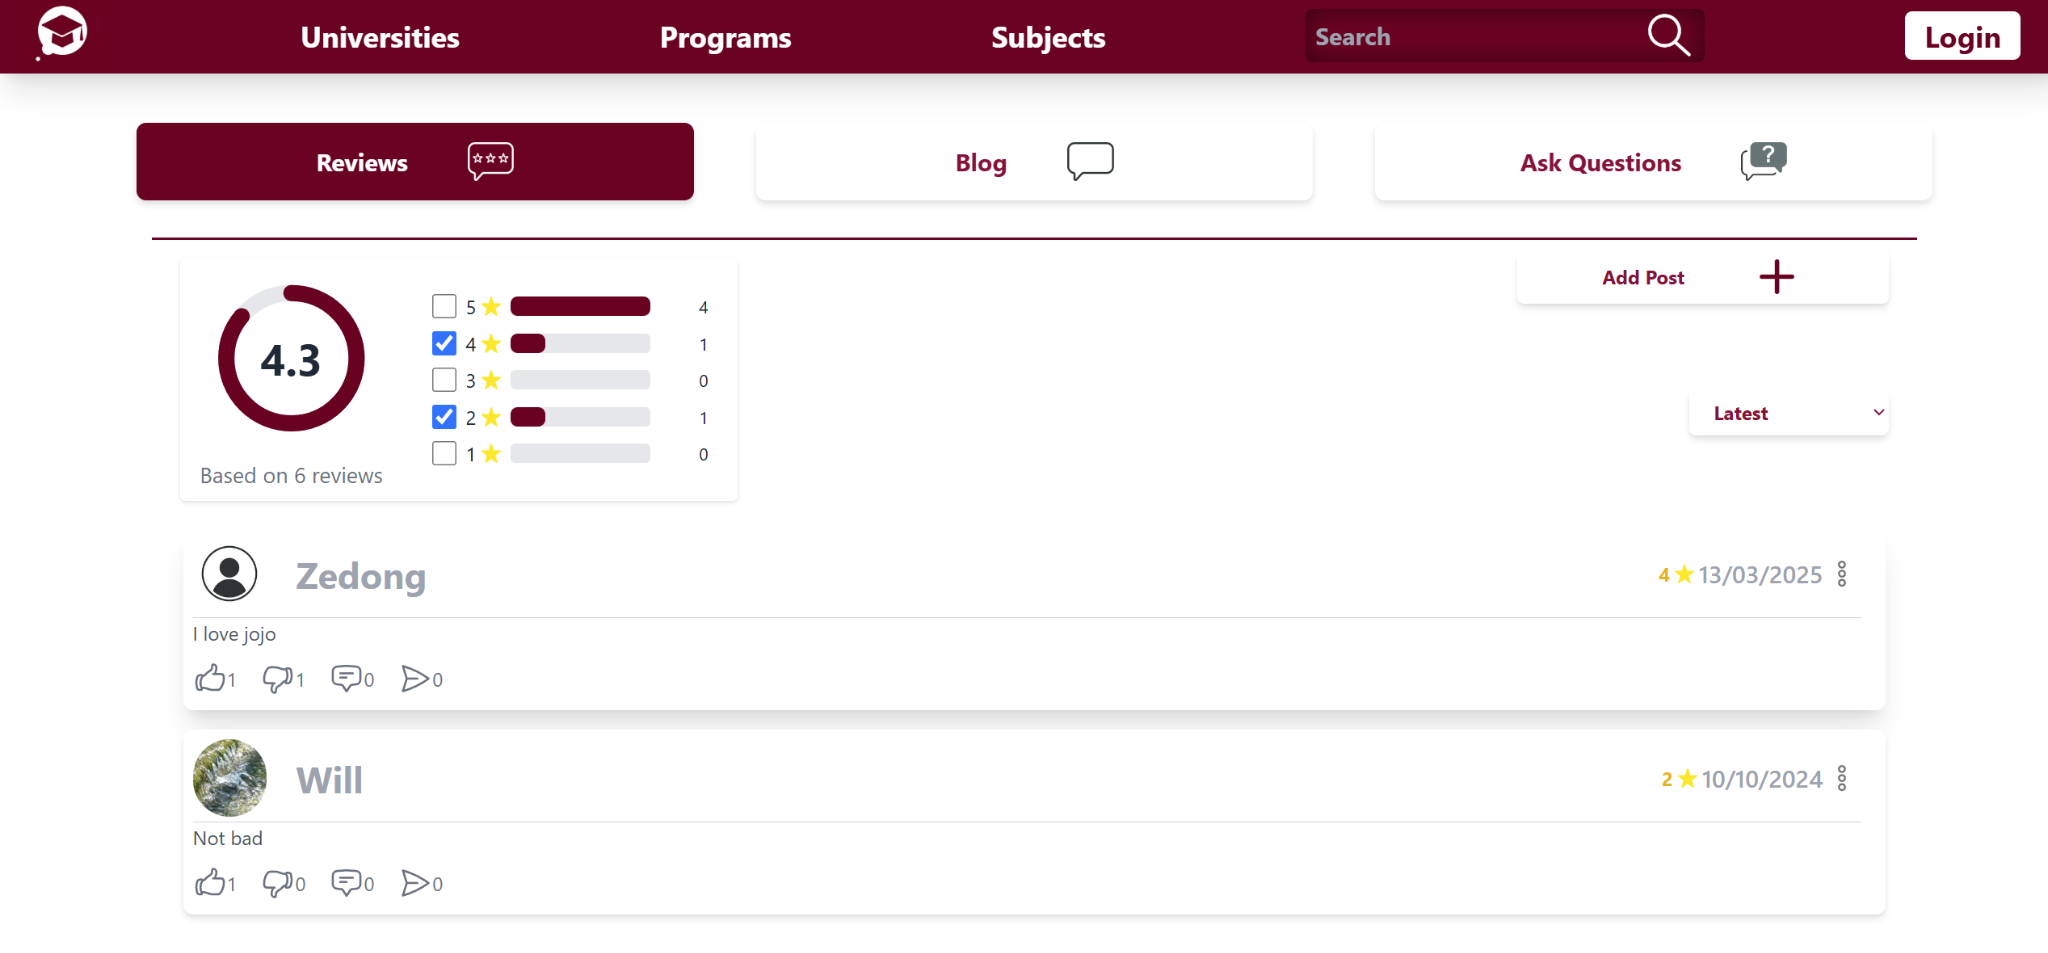 Universities Programs Subjects Search Login
Reviews Blog Ask Questions ?
Add Post
4.3
5 4
4 1
3 0
2 1
1 0
Based on 6 reviews
Latest
Zedong 4 13/03/2025
I love jojo
1 1 0 0
Will 2 10/10/2024
Not bad
1 0 0 0